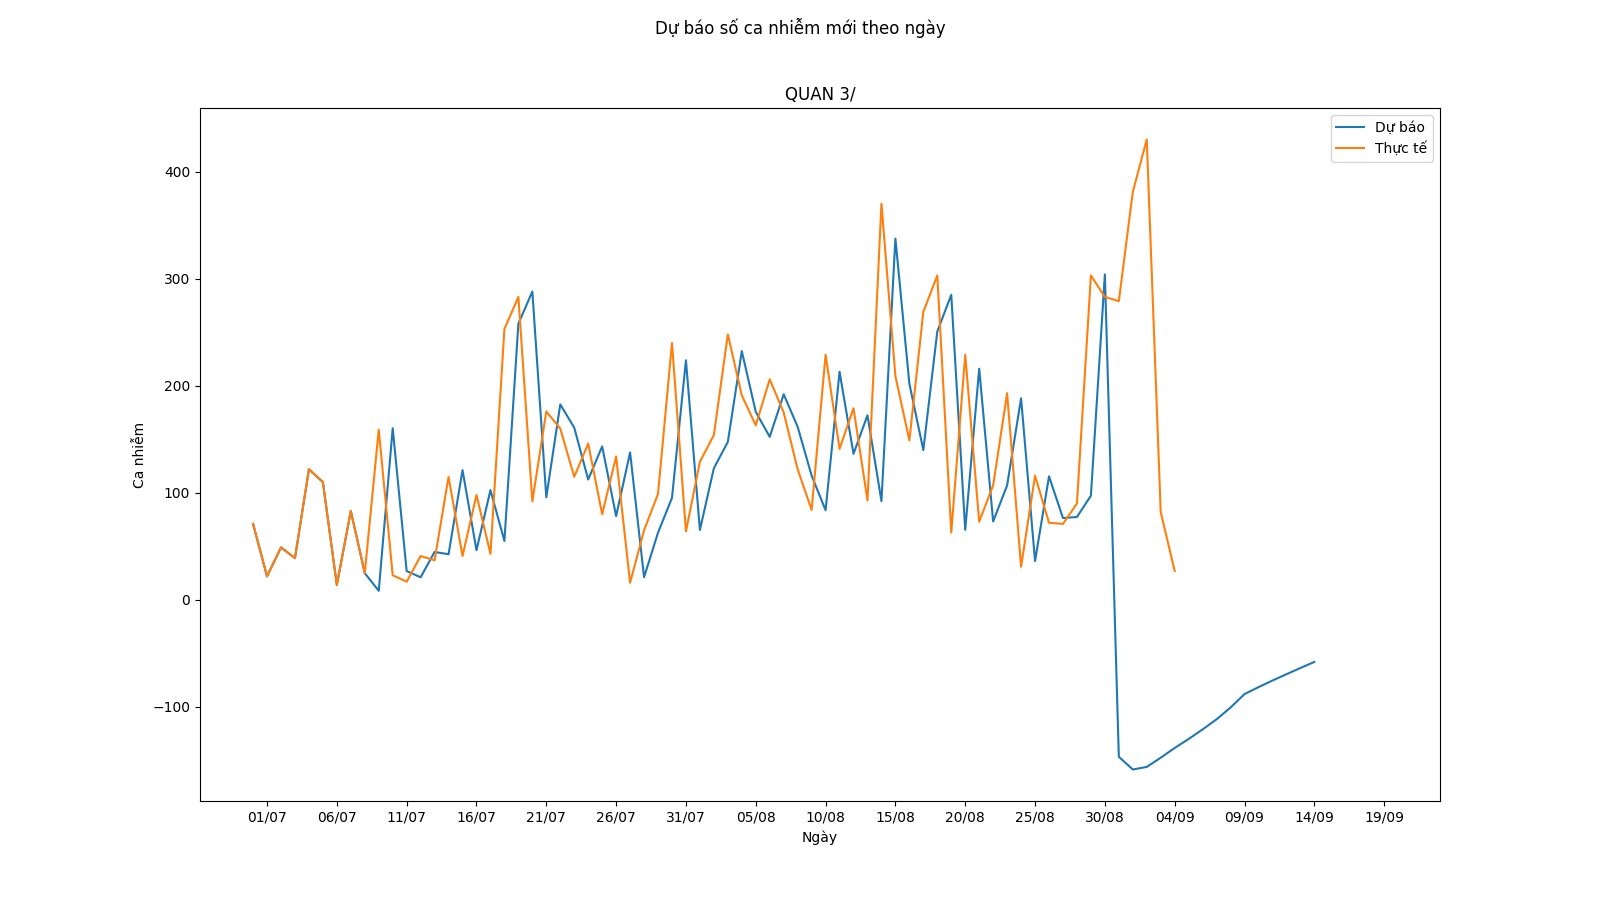 Dự báo số ca nhiễm mới theo ngày
QUAN 3/
Dự báo
Thực tế
400
300
200
100
0
−100
Ca nhiễm
01/07 06/07 11/07 16/07 21/07 26/07 31/07 05/08 10/08 15/08 20/08 25/08 30/08 04/09 09/09 14/09 19/09
Ngày